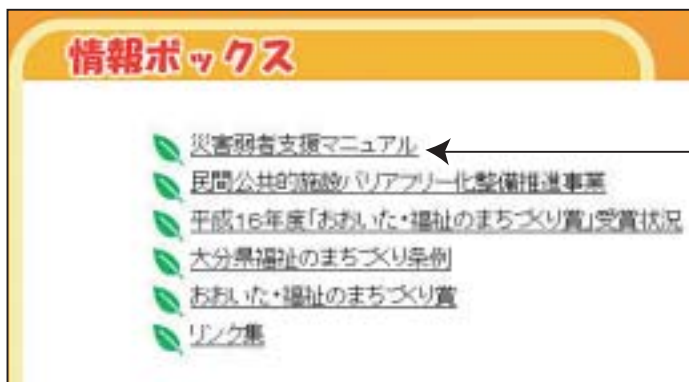 情報ボックス
災害弱者支援マニュアル
民間公共的施設バリアフリー化整備推進事業
平成16年度「おおいた・福祉のまちづくり賞」受賞状況
大分県福祉のまちづくり条例
おおいた・福祉のまちづくり賞
リンク集